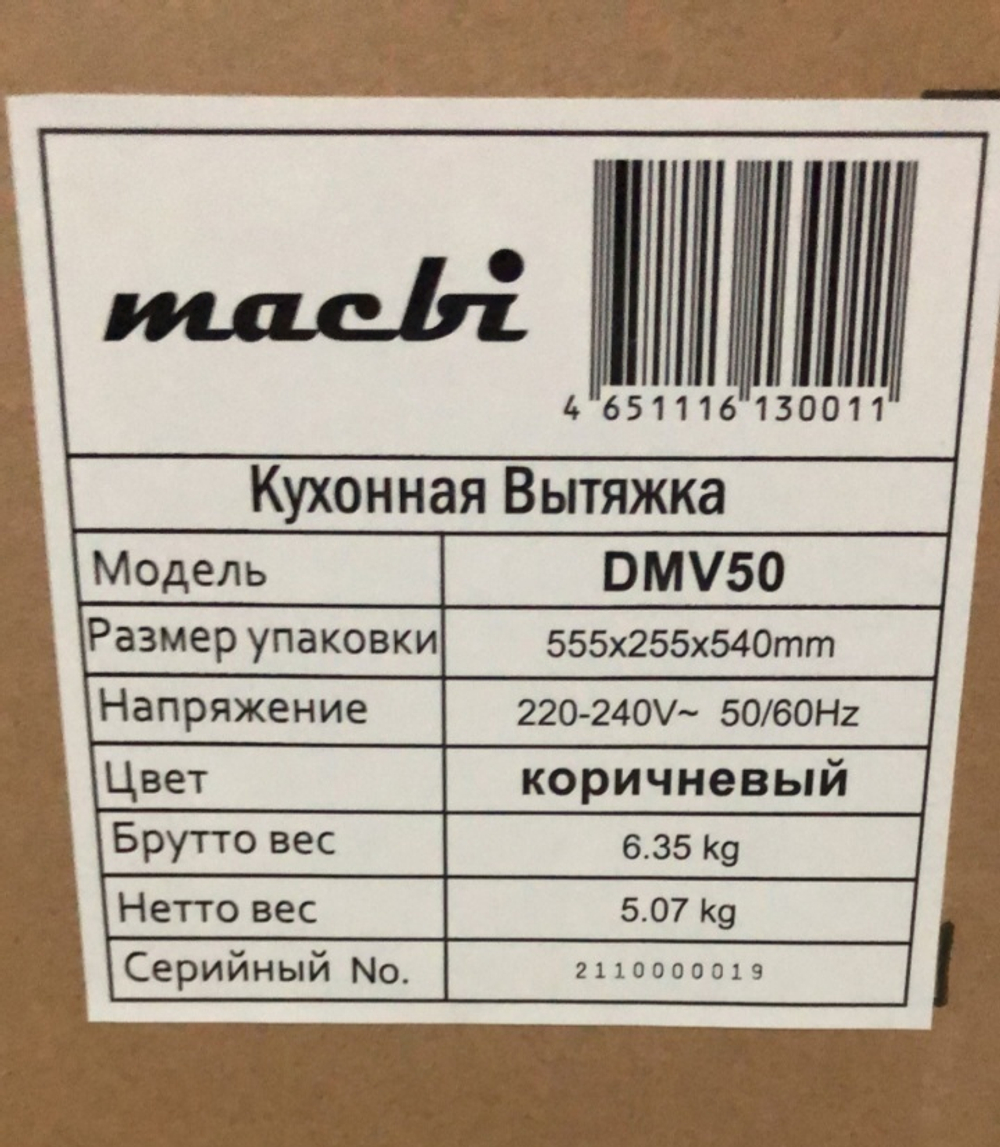 macbi
4 651116 130011
Кухонная Вытяжка
Модель DMV50
Размер упаковки 555x255x540mm
Напряжение 220-240V~ 50/60Hz
Цвет коричневый
Брутто вес 6.35 kg
Нетто вес 5.07 kg
Серийный No. 2110000019